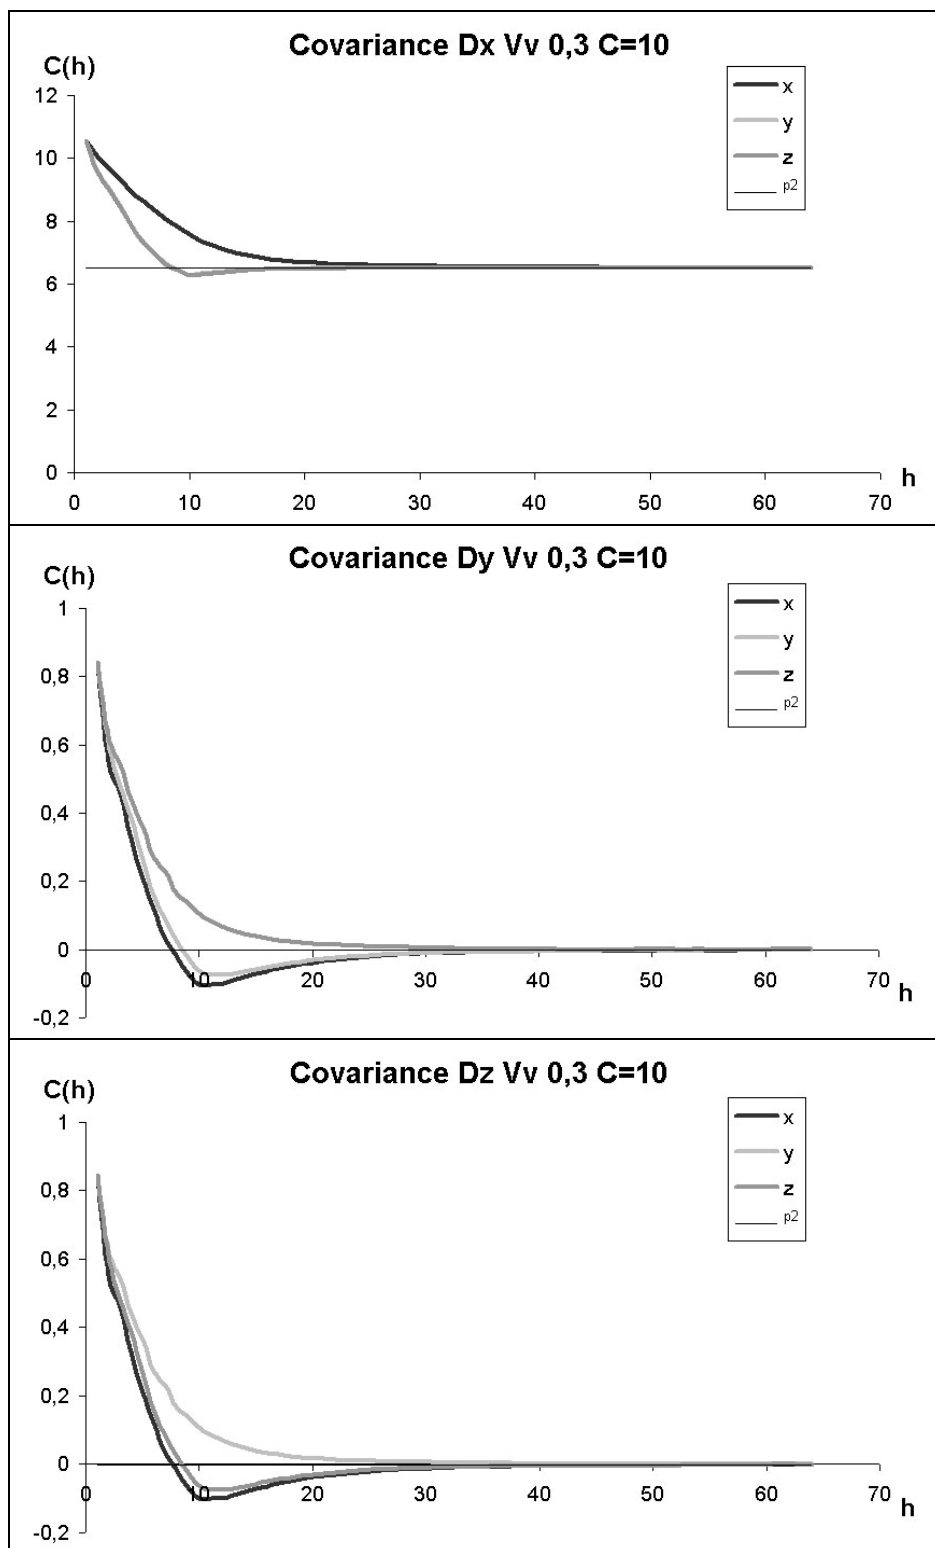 Covariance Dx Vv 0,3 C=10
C(h)
x
y
z
p2
12
10
8
6
4
2
0
0 10 20 30 40 50 60 70
h
Covariance Dy Vv 0,3 C=10
C(h)
x
y
z
p2
1
0,8
0,6
0,4
0,2
0
-0,2
0 10 20 30 40 50 60 70
h
Covariance Dz Vv 0,3 C=10
C(h)
x
y
z
p2
1
0,8
0,6
0,4
0,2
0
-0,2
0 10 20 30 40 50 60 70
h